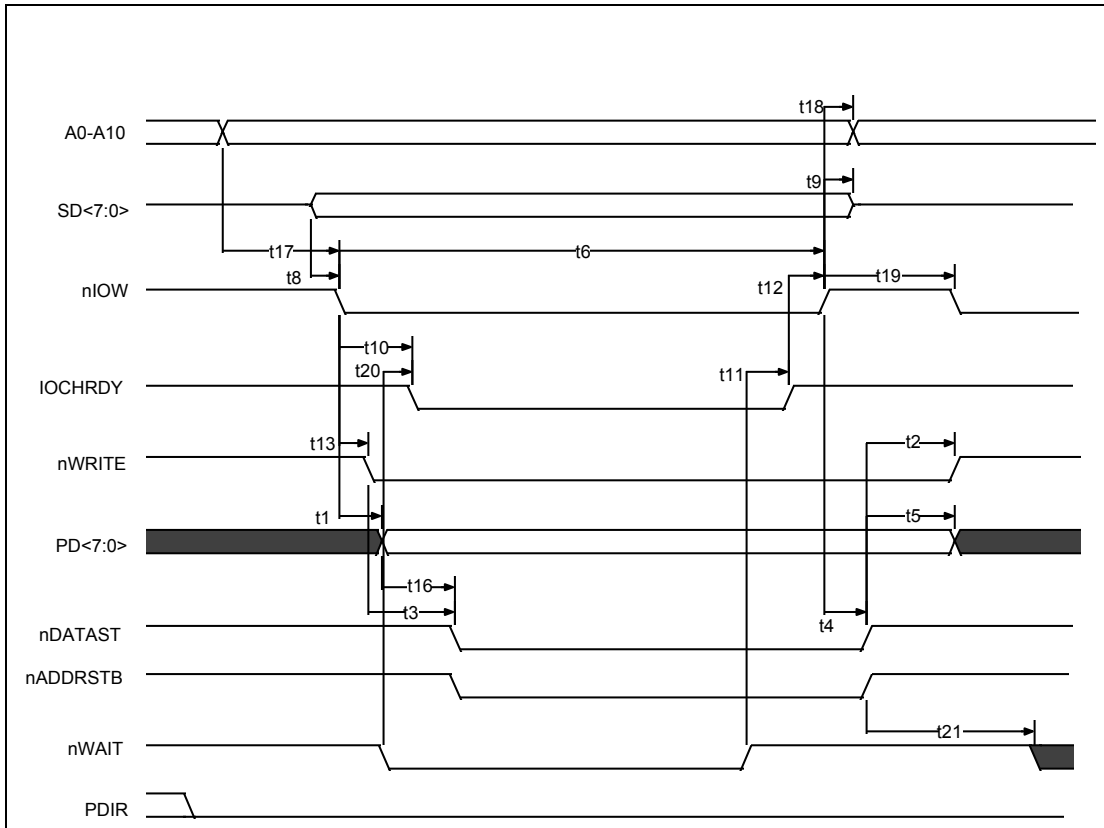 t18
A0-A10
t9
SD<7:0>
t17
t6
t8
nIOW
t12
t19
t10
t20
t11
IOCHRDY
t13
t2
nWRITE
t1
t5
PD<7:0>
t16
t3
t4
nDATAST
nADDRSTB
t21
nWAIT
PDIR